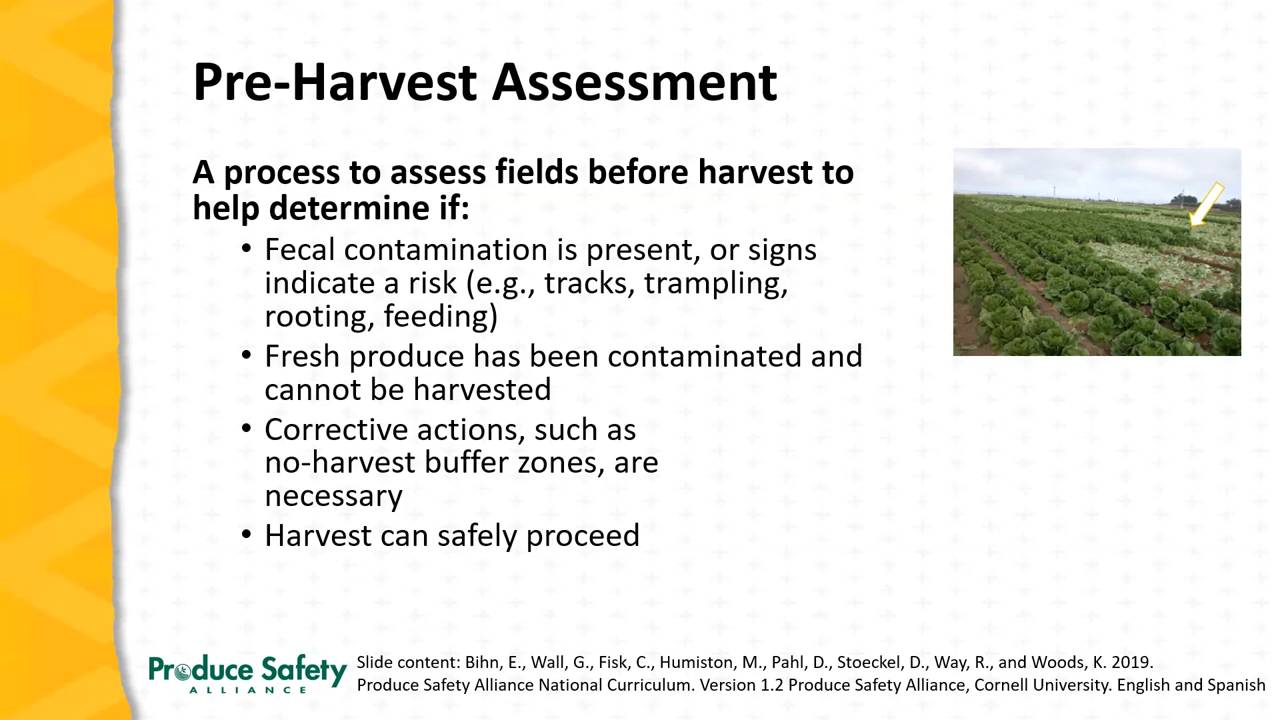 Pre-Harvest Assessment
A process to assess fields before harvest to
help determine if:
• Fecal contamination is present, or signs
indicate a risk (e.g., tracks, trampling,
rooting, feeding)
• Fresh produce has been contaminated and
cannot be harvested
• Corrective actions, such as
no-harvest buffer zones, are
necessary
• Harvest can safely proceed
Produce Safety
ALLIANCE
Slide content: Bihn, E., Wall, G., Fisk, C., Humiston, M., Pahl, D., Stoeckel, D., Way, R., and Woods, K. 2019.
Produce Safety Alliance National Curriculum. Version 1.2 Produce Safety Alliance, Cornell University. English and Spanish